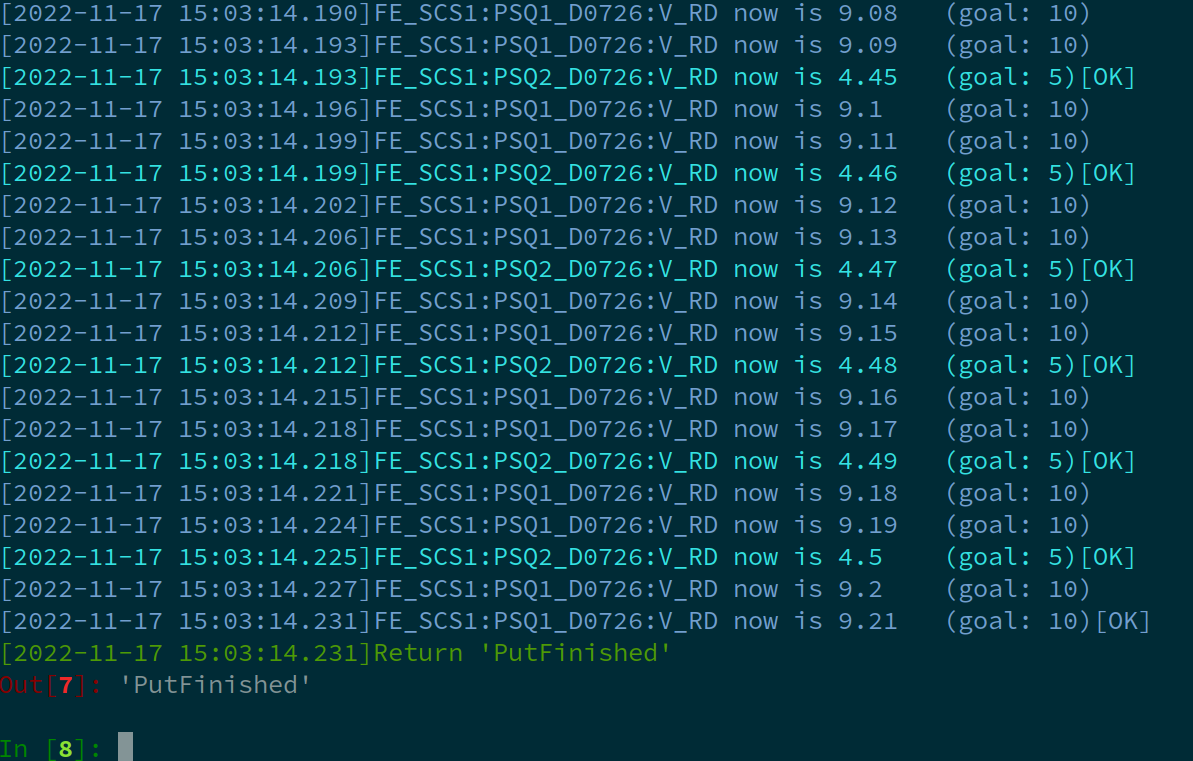 [2022-11-17 15:03:14.190]FE_SCS1:PSQ1_D0726:V_RD now is 9.08   (goal: 10)
[2022-11-17 15:03:14.193]FE_SCS1:PSQ1_D0726:V_RD now is 9.09   (goal: 10)
[2022-11-17 15:03:14.193]FE_SCS1:PSQ2_D0726:V_RD now is 4.45   (goal: 5)[OK]
[2022-11-17 15:03:14.196]FE_SCS1:PSQ1_D0726:V_RD now is 9.1    (goal: 10)
[2022-11-17 15:03:14.199]FE_SCS1:PSQ1_D0726:V_RD now is 9.11   (goal: 10)
[2022-11-17 15:03:14.199]FE_SCS1:PSQ2_D0726:V_RD now is 4.46   (goal: 5)[OK]
[2022-11-17 15:03:14.202]FE_SCS1:PSQ1_D0726:V_RD now is 9.12   (goal: 10)
[2022-11-17 15:03:14.206]FE_SCS1:PSQ1_D0726:V_RD now is 9.13   (goal: 10)
[2022-11-17 15:03:14.206]FE_SCS1:PSQ2_D0726:V_RD now is 4.47   (goal: 5)[OK]
[2022-11-17 15:03:14.209]FE_SCS1:PSQ1_D0726:V_RD now is 9.14   (goal: 10)
[2022-11-17 15:03:14.212]FE_SCS1:PSQ1_D0726:V_RD now is 9.15   (goal: 10)
[2022-11-17 15:03:14.212]FE_SCS1:PSQ2_D0726:V_RD now is 4.48   (goal: 5)[OK]
[2022-11-17 15:03:14.215]FE_SCS1:PSQ1_D0726:V_RD now is 9.16   (goal: 10)
[2022-11-17 15:03:14.218]FE_SCS1:PSQ1_D0726:V_RD now is 9.17   (goal: 10)
[2022-11-17 15:03:14.218]FE_SCS1:PSQ2_D0726:V_RD now is 4.49   (goal: 5)[OK]
[2022-11-17 15:03:14.221]FE_SCS1:PSQ1_D0726:V_RD now is 9.18   (goal: 10)
[2022-11-17 15:03:14.224]FE_SCS1:PSQ1_D0726:V_RD now is 9.19   (goal: 10)
[2022-11-17 15:03:14.225]FE_SCS1:PSQ2_D0726:V_RD now is 4.5    (goal: 5)[OK]
[2022-11-17 15:03:14.227]FE_SCS1:PSQ1_D0726:V_RD now is 9.2    (goal: 10)
[2022-11-17 15:03:14.231]FE_SCS1:PSQ1_D0726:V_RD now is 9.21   (goal: 10)[OK]
[2022-11-17 15:03:14.231]Return 'PutFinished'
Out[7]: 'PutFinished'
In [8]: